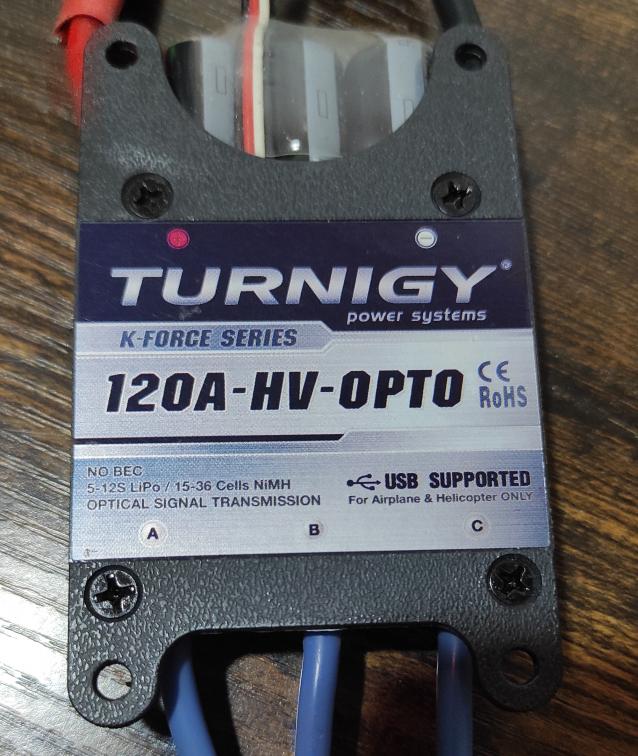 TURNIGY®
power systems
K-FORCE SERIES
120A-HV-OPTO
CE
RoHS
NO BEC
5-12S LiPo / 15-36 Cells NiMH
OPTICAL SIGNAL TRANSMISSION
USB SUPPORTED
For Airplane & Helicopter ONLY
A
B
C